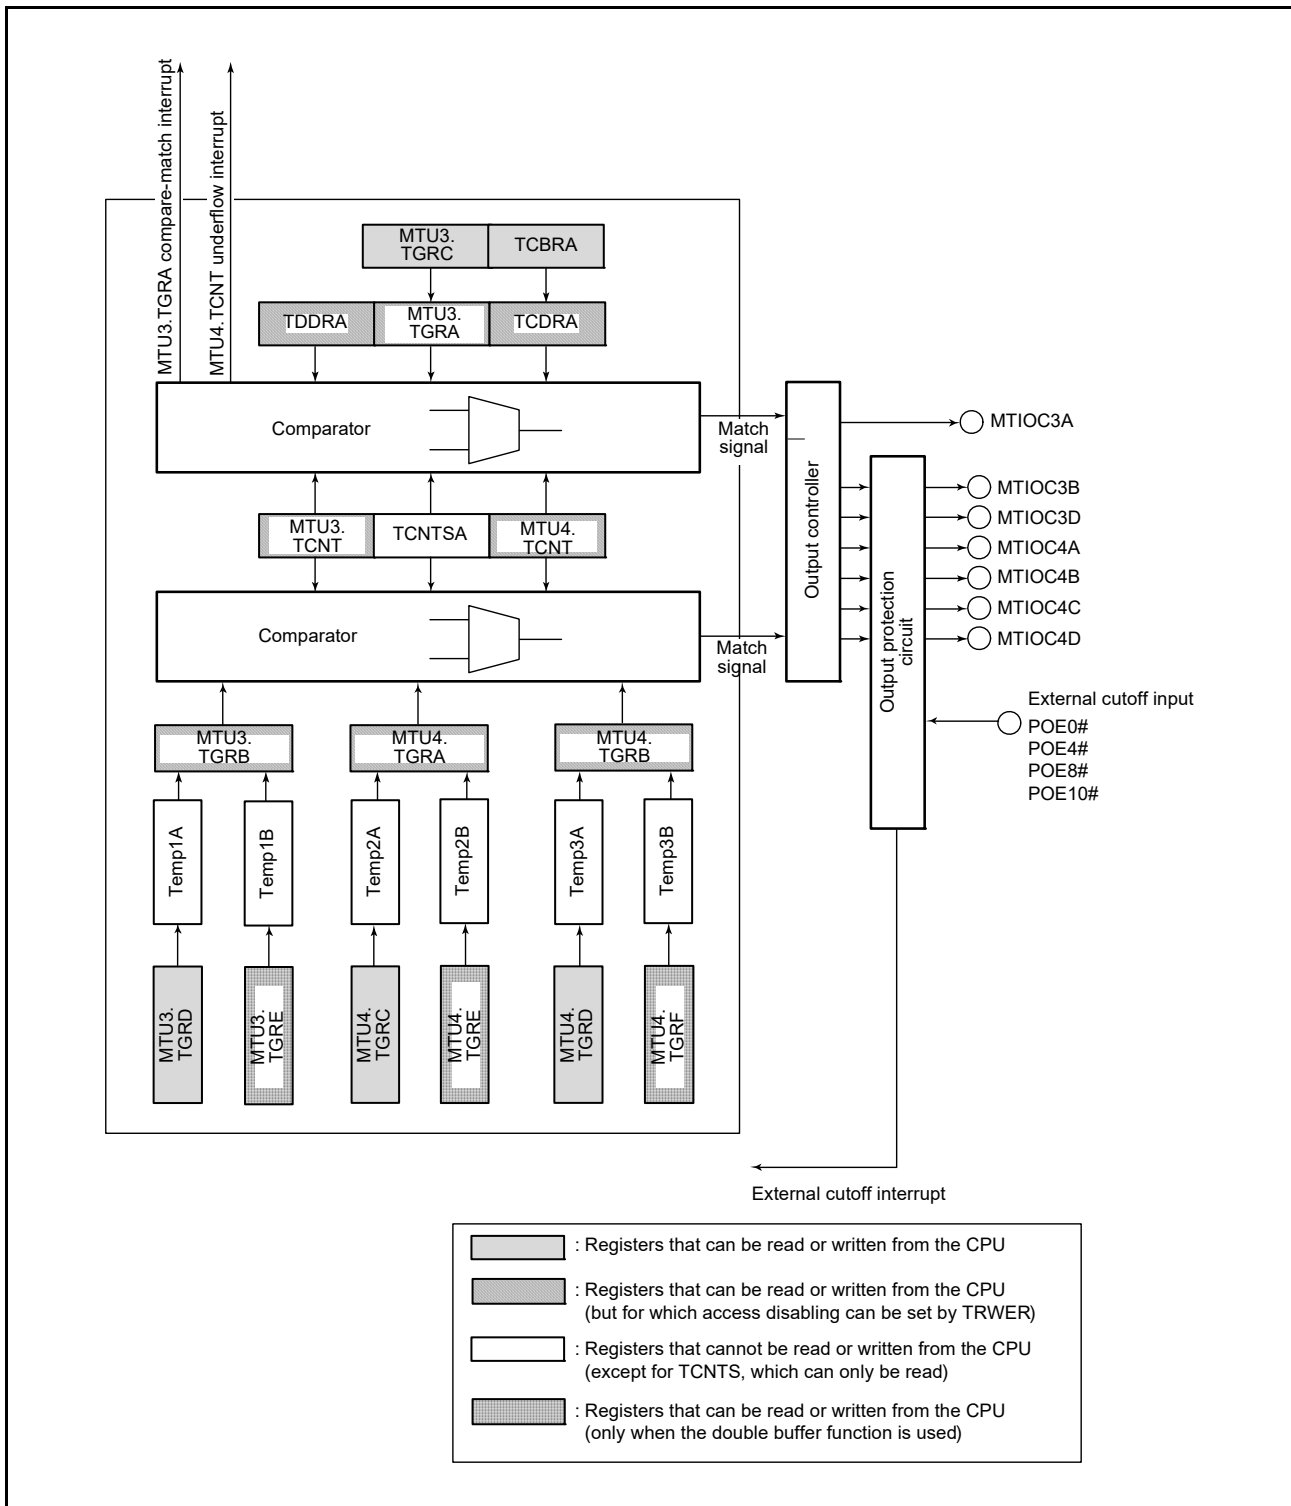 MTU3.TGRA compare-match interrupt
MTU4.TCNT underflow interrupt
MTU3.
TGRC
TCBRA
TDDRA
MTU3.
TGRA
TCDRA
Comparator
Match
signal
MTU3.
TCNT
TCNTSA
MTU4.
TCNT
Comparator
Match
signal
Output controller
Output protection
circuit
MTIOC3A
MTIOC3B
MTIOC3D
MTIOC4A
MTIOC4B
MTIOC4C
MTIOC4D
External cutoff input
POE0#
POE4#
POE8#
POE10#
MTU3.
TGRB
MTU4.
TGRA
MTU4.
TGRB
Temp1A
Temp1B
Temp2A
Temp2B
Temp3A
Temp3B
MTU3.
TGRD
MTU3.
TGRE
MTU4.
TGRC
MTU4.
TGRE
MTU4.
TGRD
MTU4.
TGRF
External cutoff interrupt
: Registers that can be read or written from the CPU
: Registers that can be read or written from the CPU
(but for which access disabling can be set by TRWER)
: Registers that cannot be read or written from the CPU
(except for TCNTS, which can only be read)
: Registers that can be read or written from the CPU
(only when the double buffer function is used)